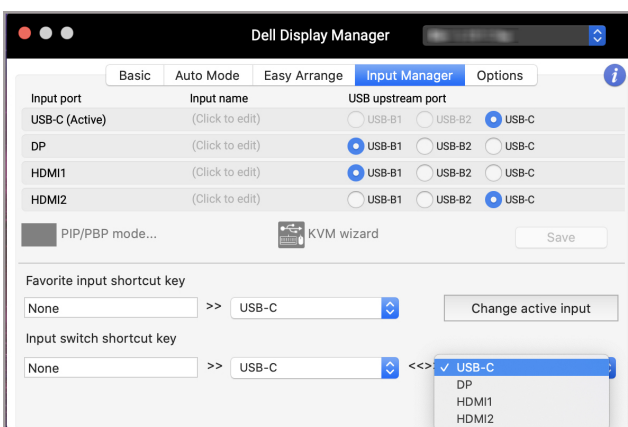 Dell Display Manager
Basic Auto Mode Easy Arrange Input Manager Options i
Input port Input name USB upstream port
USB-C (Active) (Click to edit) USB-B1 USB-B2 USB-C
DP (Click to edit) USB-B1 USB-B2 USB-C
HDMI1 (Click to edit) USB-B1 USB-B2 USB-C
HDMI2 (Click to edit) USB-B1 USB-B2 USB-C
PIP/PBP mode... KVM wizard Save
Favorite input shortcut key
None >> USB-C Change active input
Input switch shortcut key
None >> USB-C <<>> ✓ USB-C
DP
HDMI1
HDMI2